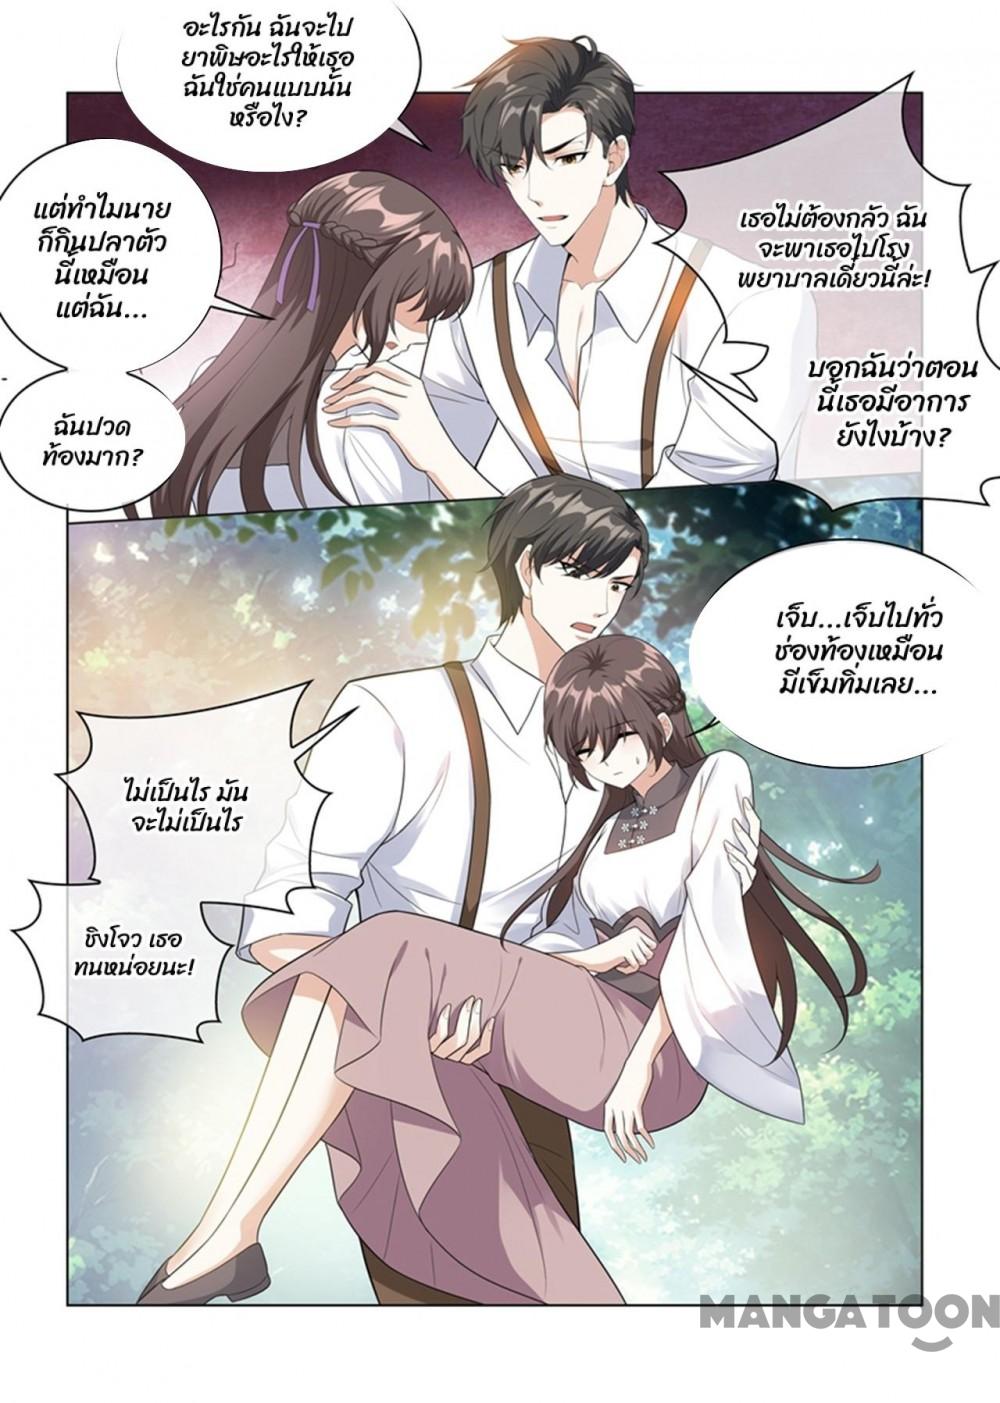 อะไรกัน ฉันจะไป
ยาพิษอะไรให้เธอ
ฉันใช่คนแบบนั้น
หรือไง?
แต่ทำไมนาย
ก็กินปลาตัว
นี้เหมือน
แต่ฉัน...
ฉันปวด
ท้องมาก?
เธอไม่ต้องกลัว ฉัน
จะพาเธอไปโรง
พยาบาลเดี๋ยวนี้ล่ะ!
บอกฉันว่าตอน
นี้เธอมีอาการ
ยังไงบ้าง?
เจ็บ...เจ็บไปทั่ว
ช่องท้องเหมือน
มีเข็มทิ่มเลย...
ไม่เป็นไร มัน
จะไม่เป็นไร
ชิงโจว เธอ
ทนหน่อยนะ!
MANGATOON